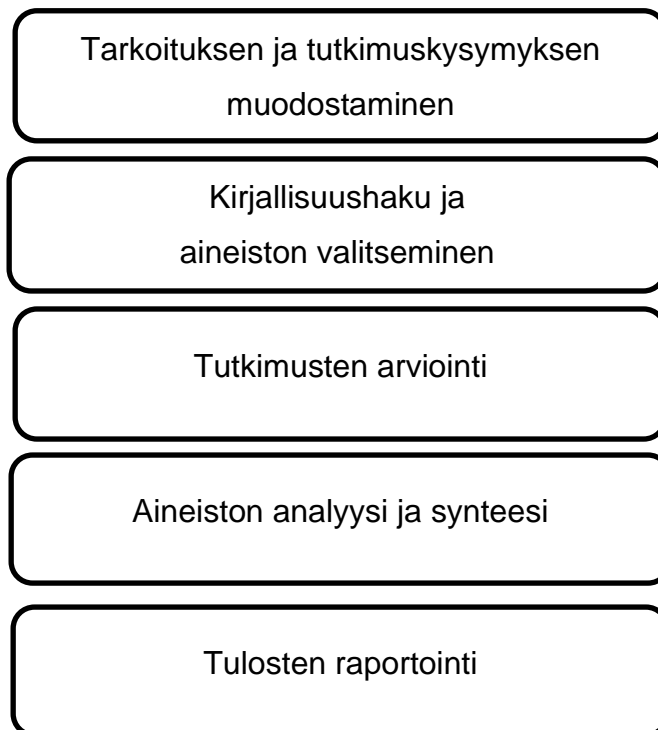 Tarkoituksen ja tutkimuskysymyksen
muodostaminen
Kirjallisuushaku ja
aineiston valitseminen
Tutkimusten arviointi
Aineiston analyysi ja synteesi
Tulosten raportointi